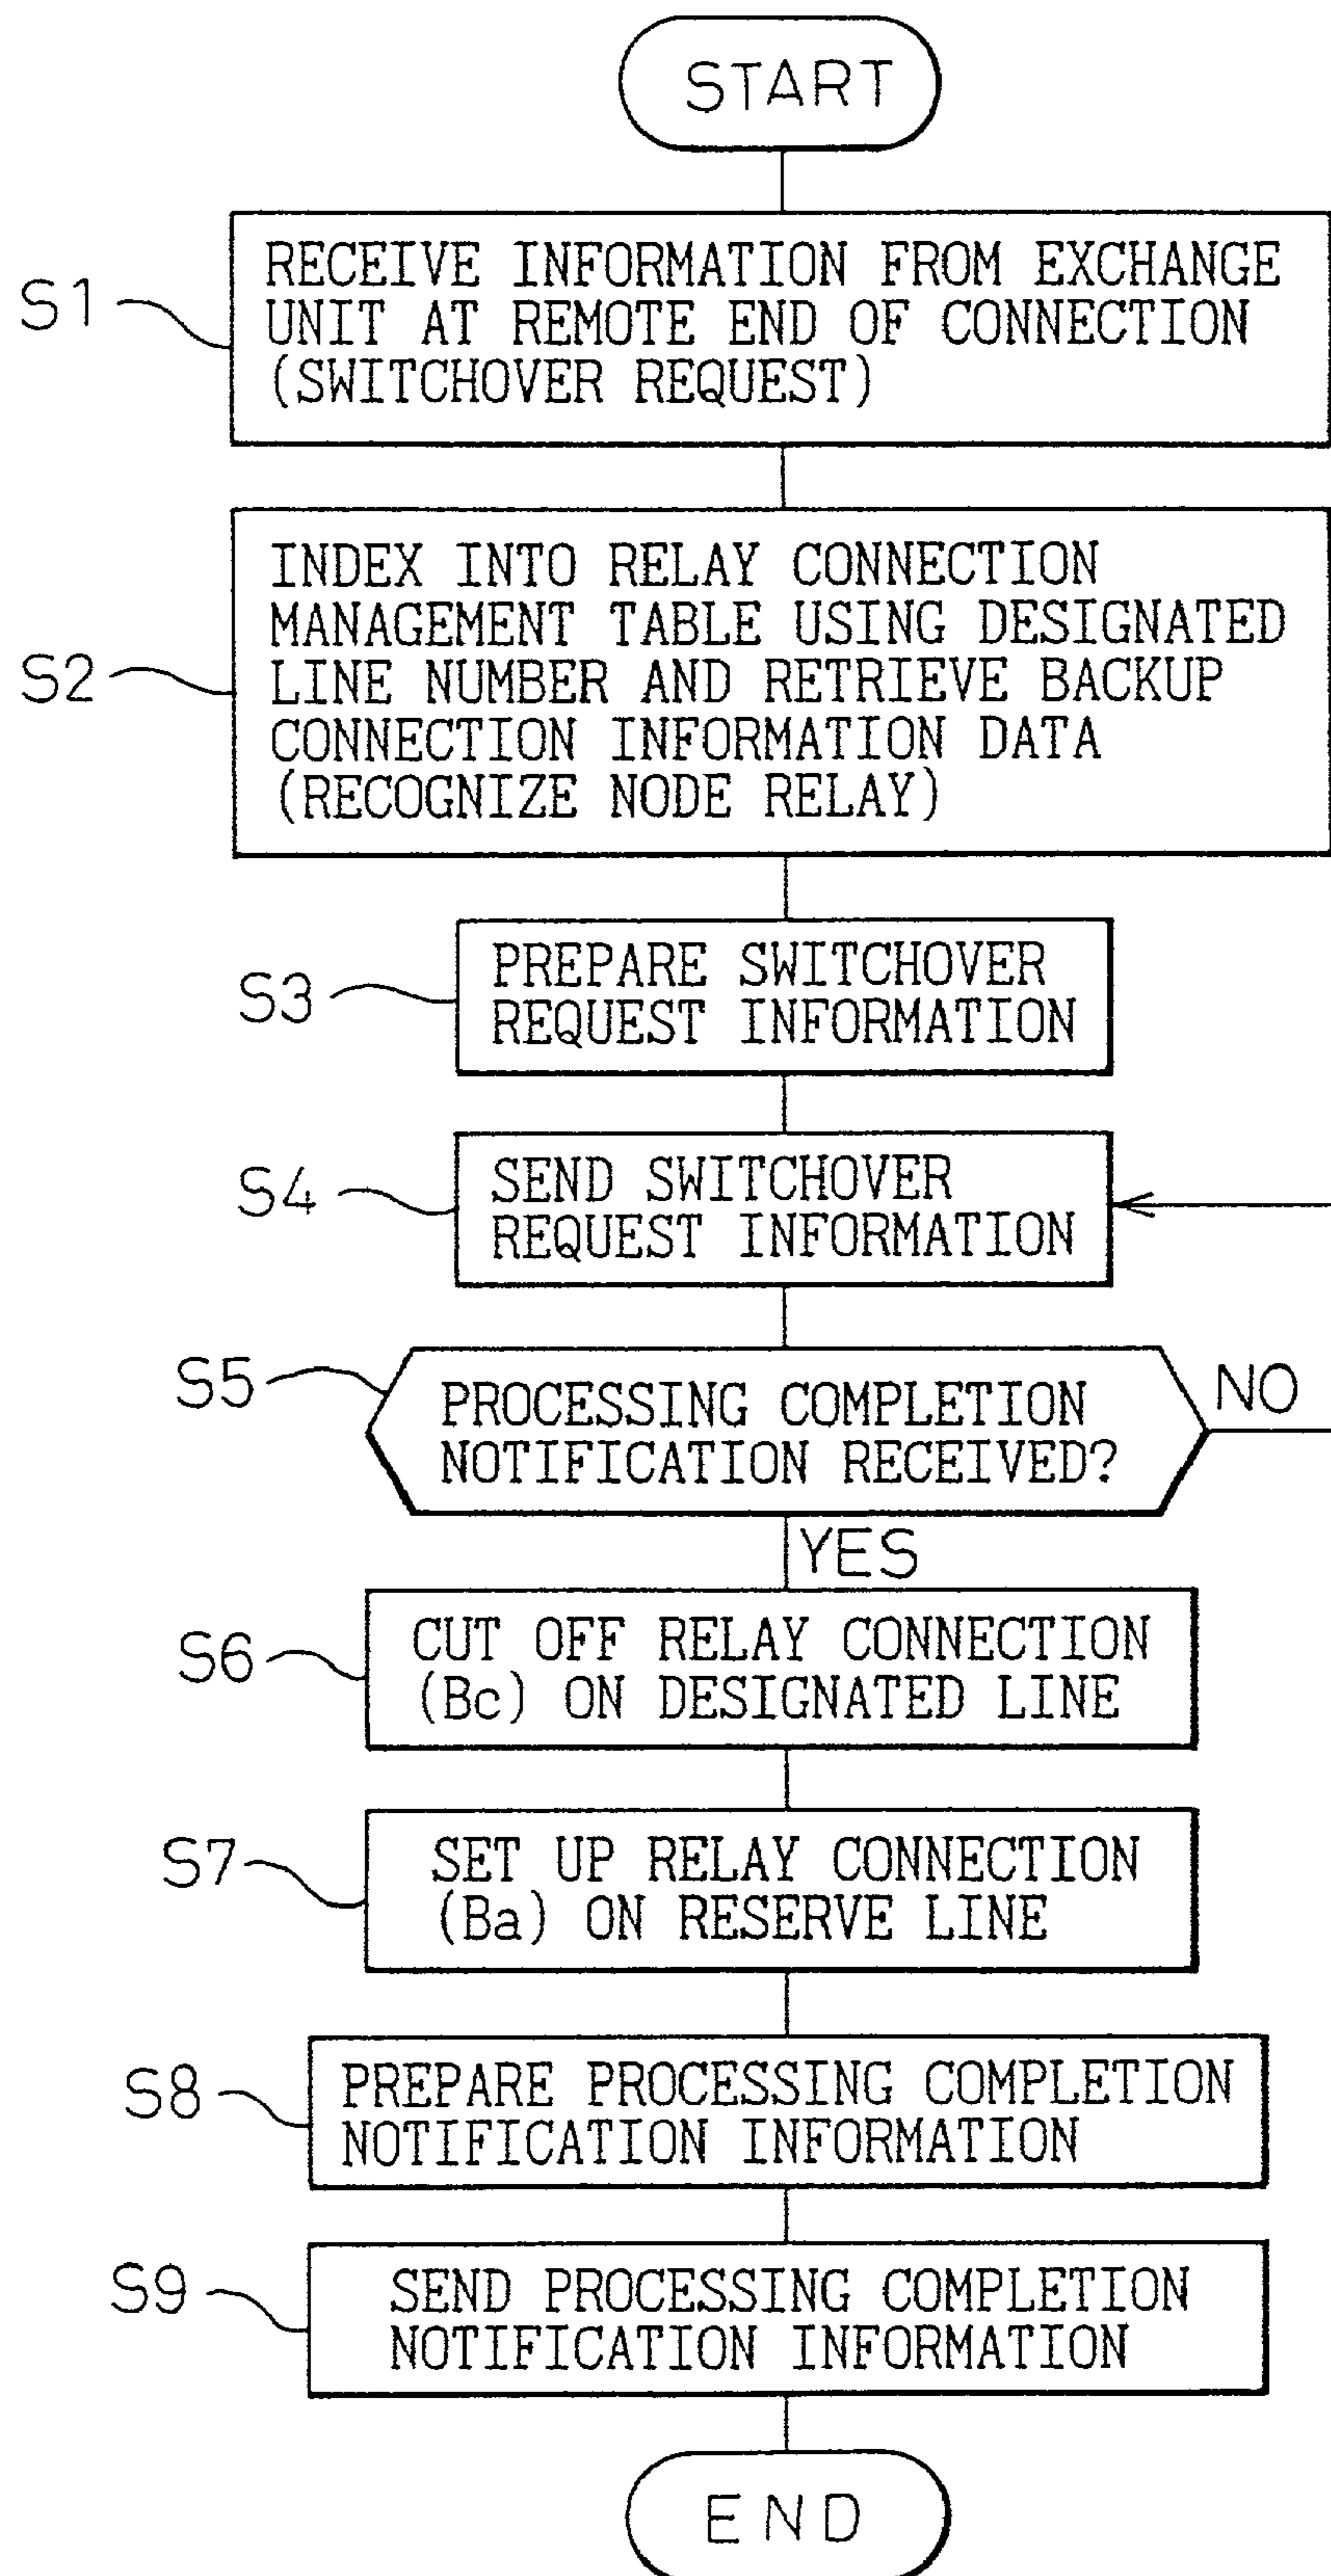 START
S1
RECEIVE INFORMATION FROM EXCHANGE
UNIT AT REMOTE END OF CONNECTION
(SWITCHOVER REQUEST)
S2
INDEX INTO RELAY CONNECTION
MANAGEMENT TABLE USING DESIGNATED
LINE NUMBER AND RETRIEVE BACKUP
CONNECTION INFORMATION DATA
(RECOGNIZE NODE RELAY)
S3
PREPARE SWITCHOVER
REQUEST INFORMATION
S4
SEND SWITCHOVER
REQUEST INFORMATION
S5
PROCESSING COMPLETION
NOTIFICATION RECEIVED?
NO
YES
S6
CUT OFF RELAY CONNECTION
(Bc) ON DESIGNATED LINE
S7
SET UP RELAY CONNECTION
(Ba) ON RESERVE LINE
S8
PREPARE PROCESSING COMPLETION
NOTIFICATION INFORMATION
S9
SEND PROCESSING COMPLETION
NOTIFICATION INFORMATION
END